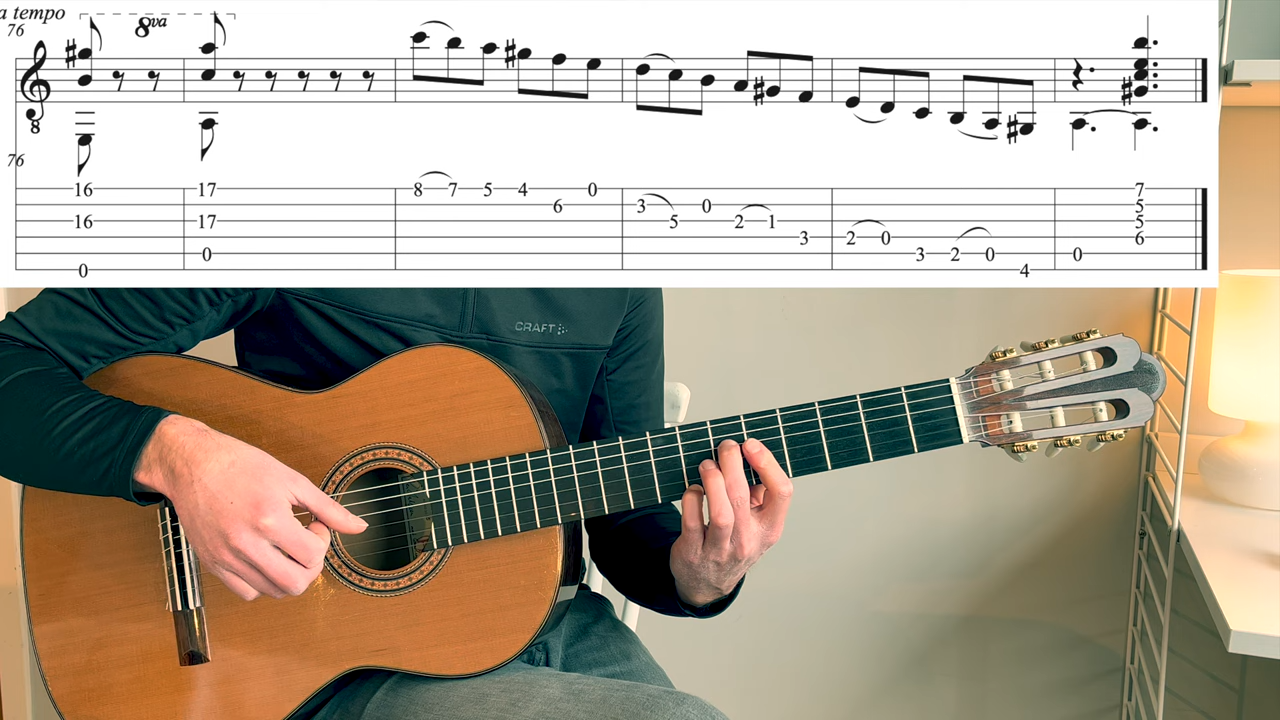 a tempo
76 8va
8
76
16 17 8 7 5 4 0 7
6 3 0 5
16 17 5 2 1 5
3 2 0 6
0 3 2 0 0
0 4
CRAFT